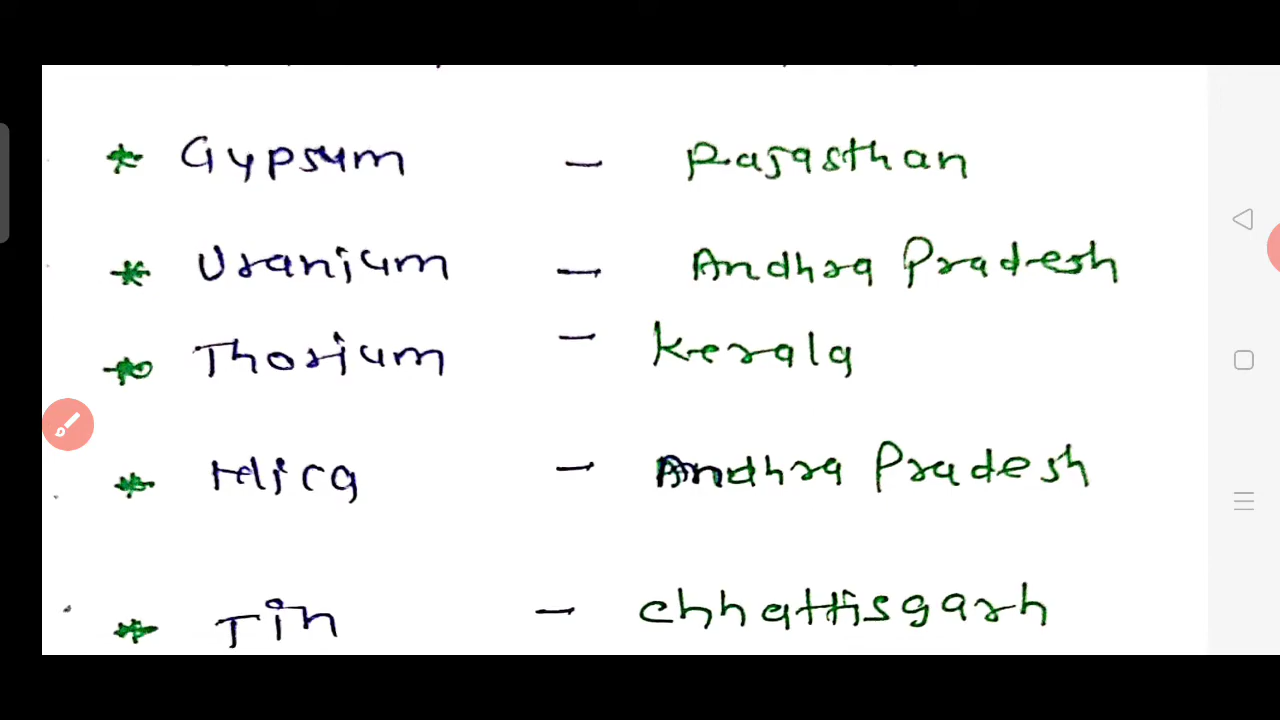 * Gypsum - Rajasthan
* Uranium - Andhra Pradesh
* Thorium - Kerala
* Mica - Andhra Pradesh
* Tin - Chhattisgarh